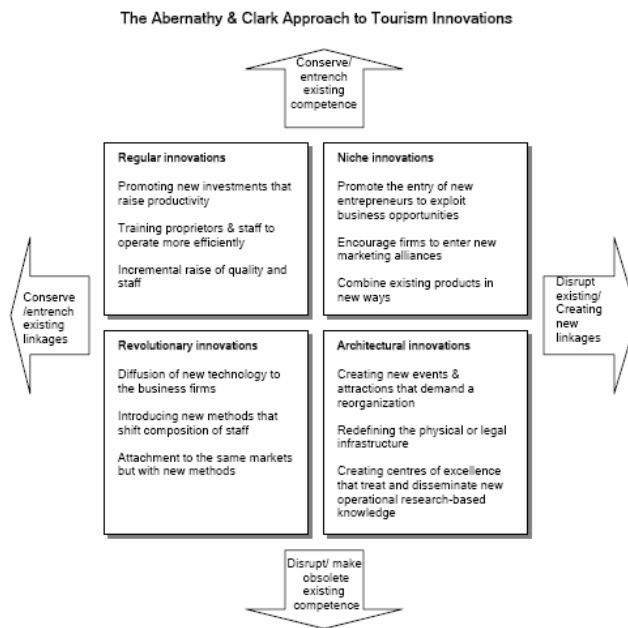 The Abernathy & Clark Approach to Tourism Innovations
Conserve/
entrench
existing
competence
Regular innovations
Promoting new investments that
raise productivity
Training proprietors & staff to
operate more efficiently
Incremental raise of quality and
staff
Niche innovations
Promote the entry of new
entrepreneurs to exploit
business opportunities
Encourage firms to enter new
marketing alliances
Combine existing products in
new ways
Conserve
/entrench
existing
linkages
Disrupt
existing/
Creating
new
linkages
Revolutionary innovations
Diffusion of new technology to
the business firms
Introducing new methods that
shift composition of staff
Attachment to the same markets
but with new methods
Architectural innovations
Creating new events &
attractions that demand a
reorganization
Redefining the physical or legal
infrastructure
Creating centres of excellence
that treat and disseminate new
operational research-based
knowledge
Disrupt/ make
obsolete
existing
competence